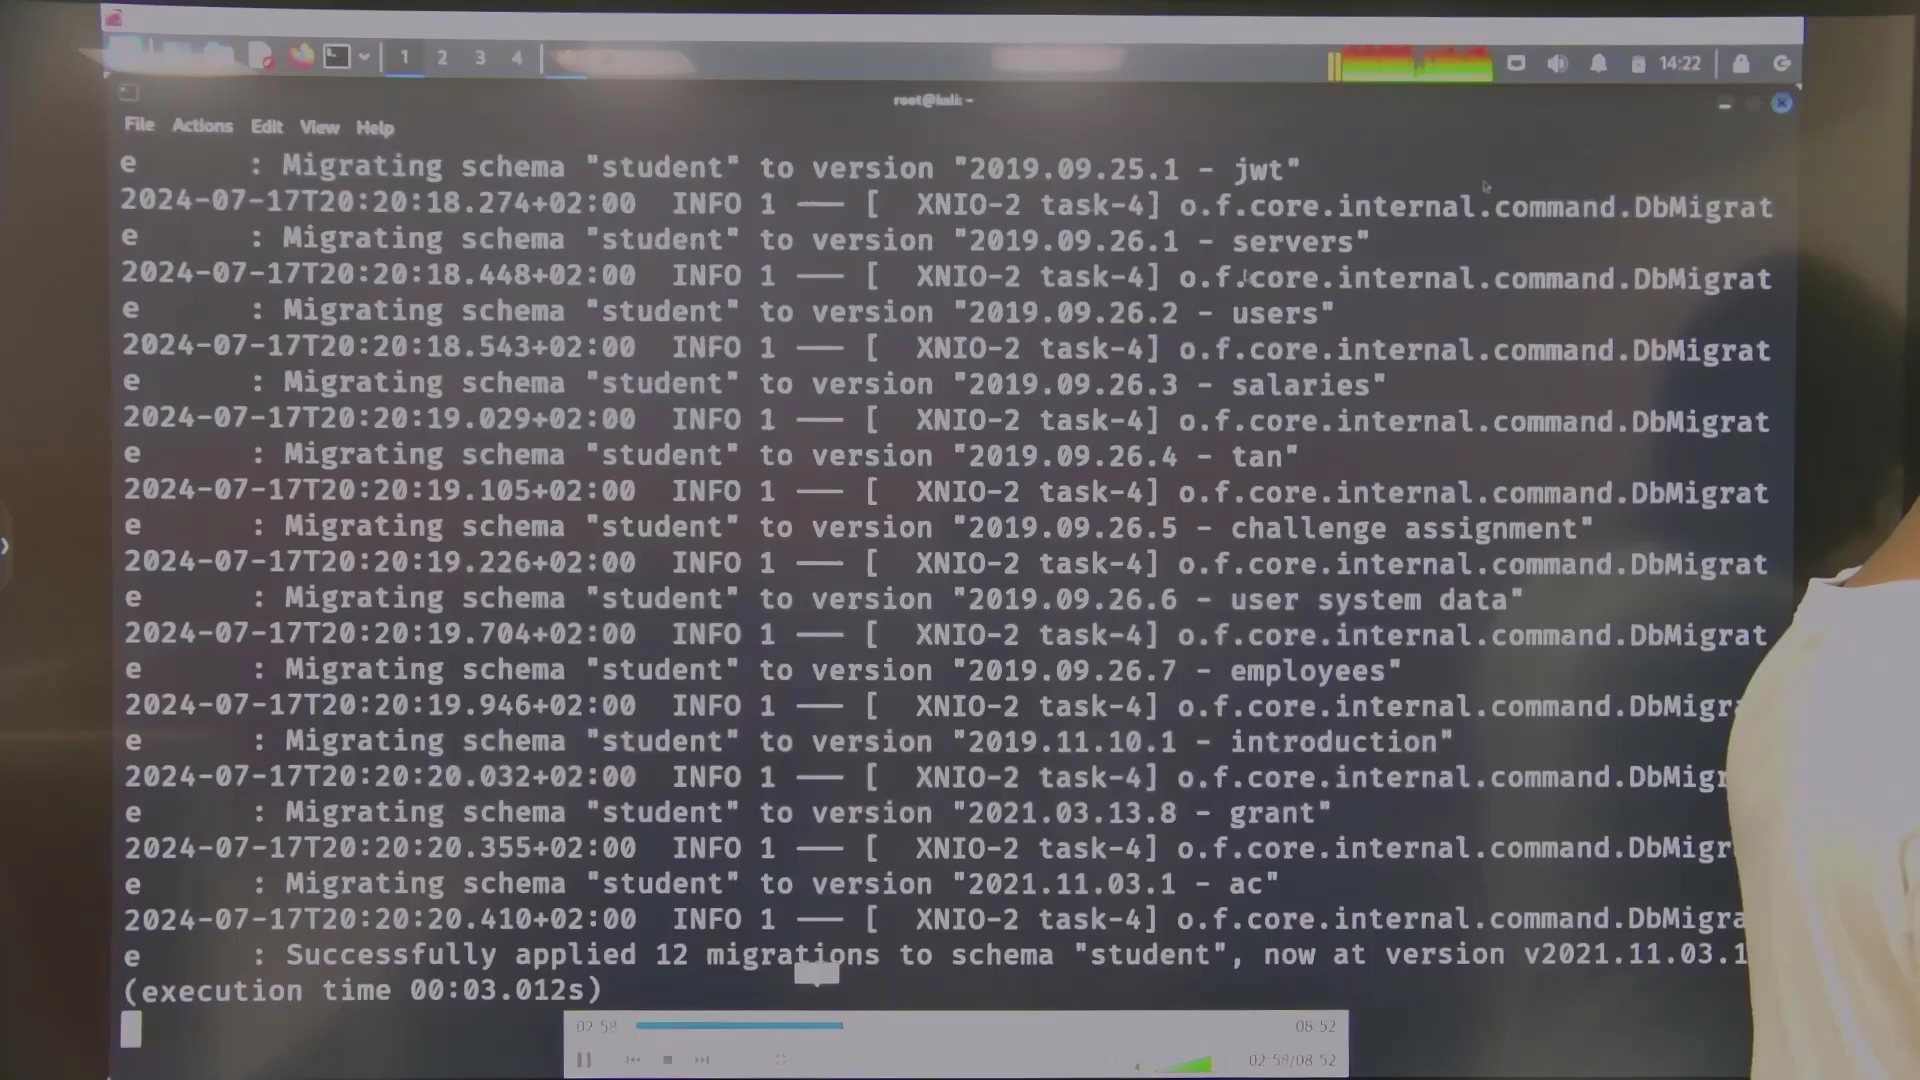 1 2 3 4 14:22
root@kali: ~
File Actions Edit View Help
e : Migrating schema "student" to version "2019.09.25.1 - jwt"
2024-07-17T20:20:18.274+02:00 INFO 1 --- [ XNIO-2 task-4] o.f.core.internal.command.DbMigrat
e : Migrating schema "student" to version "2019.09.26.1 - servers"
2024-07-17T20:20:18.448+02:00 INFO 1 --- [ XNIO-2 task-4] o.f.core.internal.command.DbMigrat
e : Migrating schema "student" to version "2019.09.26.2 - users"
2024-07-17T20:20:18.543+02:00 INFO 1 --- [ XNIO-2 task-4] o.f.core.internal.command.DbMigrat
e : Migrating schema "student" to version "2019.09.26.3 - salaries"
2024-07-17T20:20:19.029+02:00 INFO 1 --- [ XNIO-2 task-4] o.f.core.internal.command.DbMigrat
e : Migrating schema "student" to version "2019.09.26.4 - tan"
2024-07-17T20:20:19.105+02:00 INFO 1 --- [ XNIO-2 task-4] o.f.core.internal.command.DbMigrat
e : Migrating schema "student" to version "2019.09.26.5 - challenge assignment"
2024-07-17T20:20:19.226+02:00 INFO 1 --- [ XNIO-2 task-4] o.f.core.internal.command.DbMigrat
e : Migrating schema "student" to version "2019.09.26.6 - user system data"
2024-07-17T20:20:19.704+02:00 INFO 1 --- [ XNIO-2 task-4] o.f.core.internal.command.DbMigrat
e : Migrating schema "student" to version "2019.09.26.7 - employees"
2024-07-17T20:20:19.946+02:00 INFO 1 --- [ XNIO-2 task-4] o.f.core.internal.command.DbMigr
e : Migrating schema "student" to version "2019.11.10.1 - introduction"
2024-07-17T20:20:20.032+02:00 INFO 1 --- [ XNIO-2 task-4] o.f.core.internal.command.DbMigr
e : Migrating schema "student" to version "2021.03.13.8 - grant"
2024-07-17T20:20:20.355+02:00 INFO 1 --- [ XNIO-2 task-4] o.f.core.internal.command.DbMigr
e : Migrating schema "student" to version "2021.11.03.1 - ac"
2024-07-17T20:20:20.410+02:00 INFO 1 --- [ XNIO-2 task-4] o.f.core.internal.command.DbMigra
e : Successfully applied 12 migrations to schema "student", now at version v2021.11.03.1
(execution time 00:03.012s)
02:58 08:52
02:58/08:52